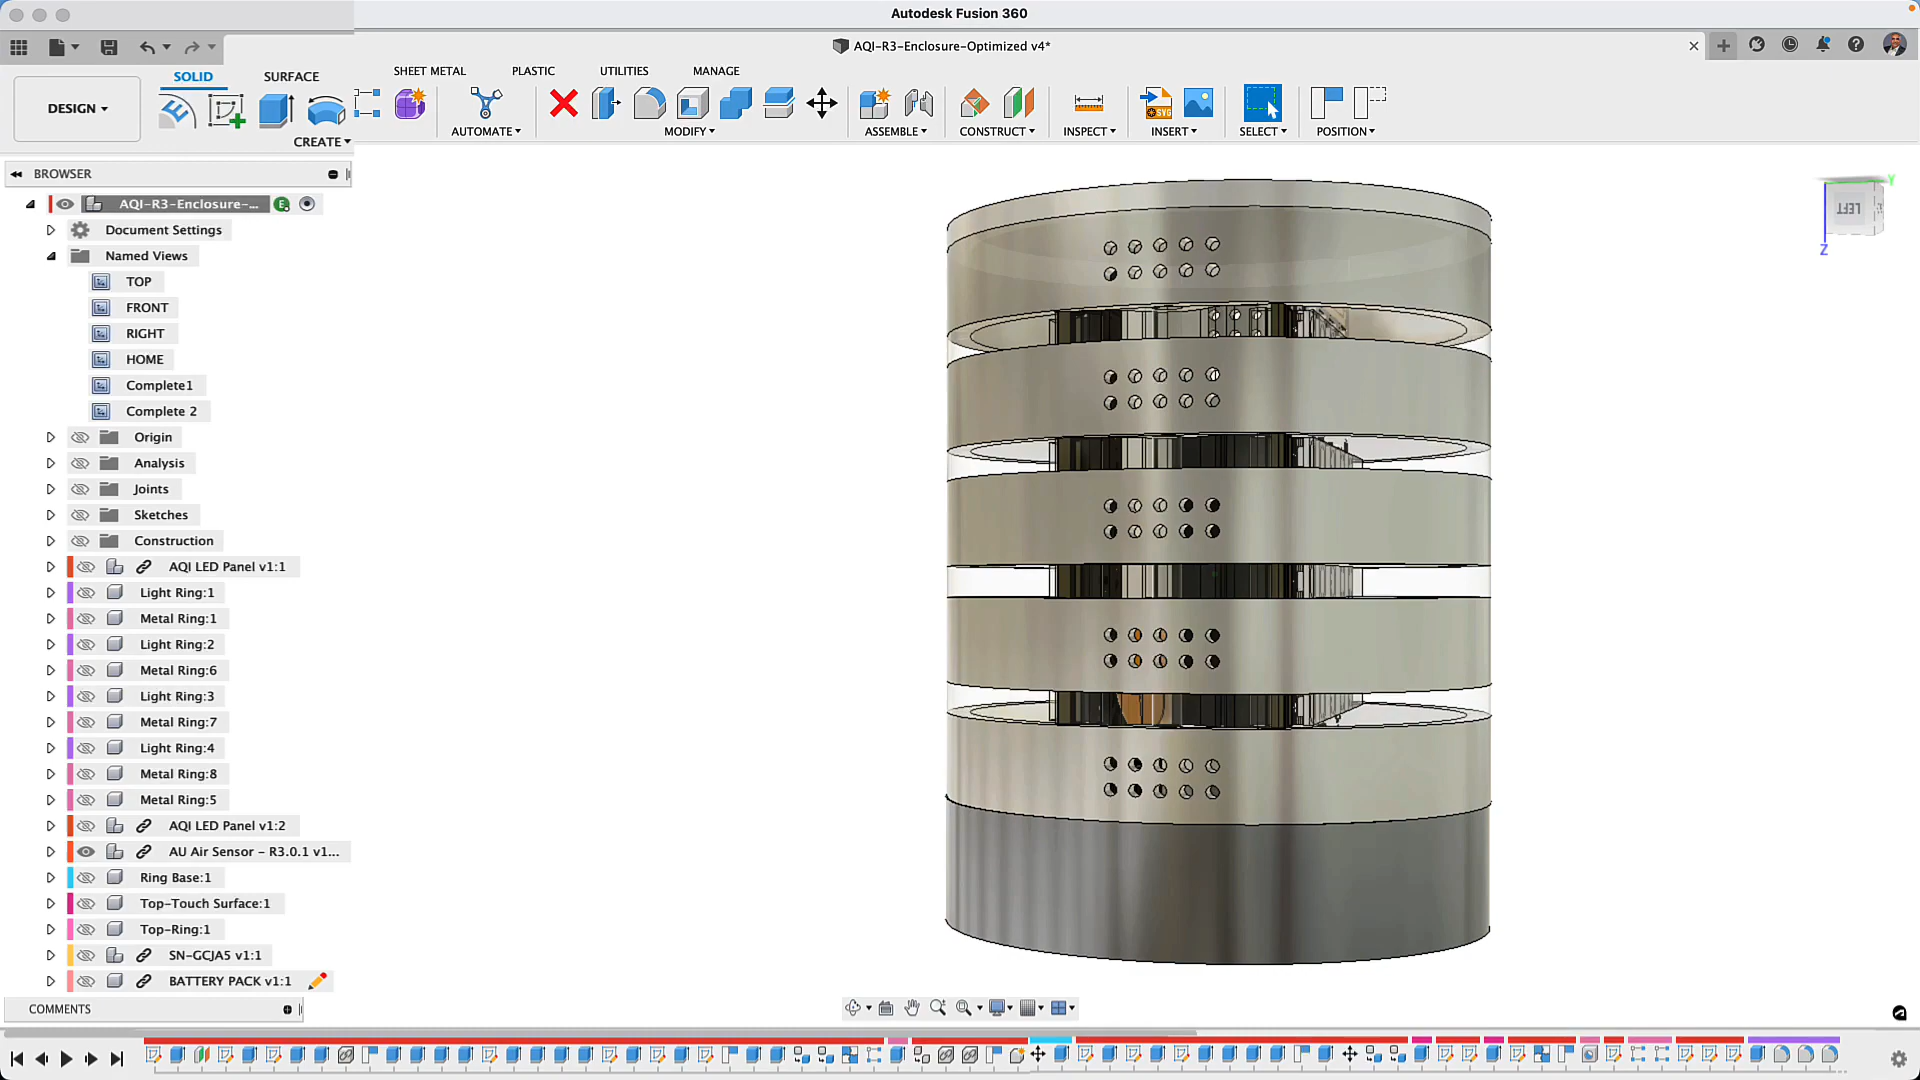 Autodesk Fusion 360
AQI-R3-Enclosure-Optimized v4*
SOLID
SURFACE
SHEET METAL
PLASTIC
UTILITIES
MANAGE
DESIGN
CREATE
AUTOMATE
MODIFY
ASSEMBLE
CONSTRUCT
INSPECT
INSERT
SELECT
POSITION
SVG
BROWSER
AQI-R3-Enclosure-...
E
Document Settings
Named Views
TOP
FRONT
RIGHT
HOME
Complete1
Complete 2
Origin
Analysis
Joints
Sketches
Construction
AQI LED Panel v1:1
Light Ring:1
Metal Ring:1
Light Ring:2
Metal Ring:6
Light Ring:3
Metal Ring:7
Light Ring:4
Metal Ring:8
Metal Ring:5
AQI LED Panel v1:2
AU Air Sensor - R3.0.1 v1...
Ring Base:1
Top-Touch Surface:1
Top-Ring:1
SN-GCJA5 v1:1
BATTERY PACK v1:1
COMMENTS
Y
LEFT
Z